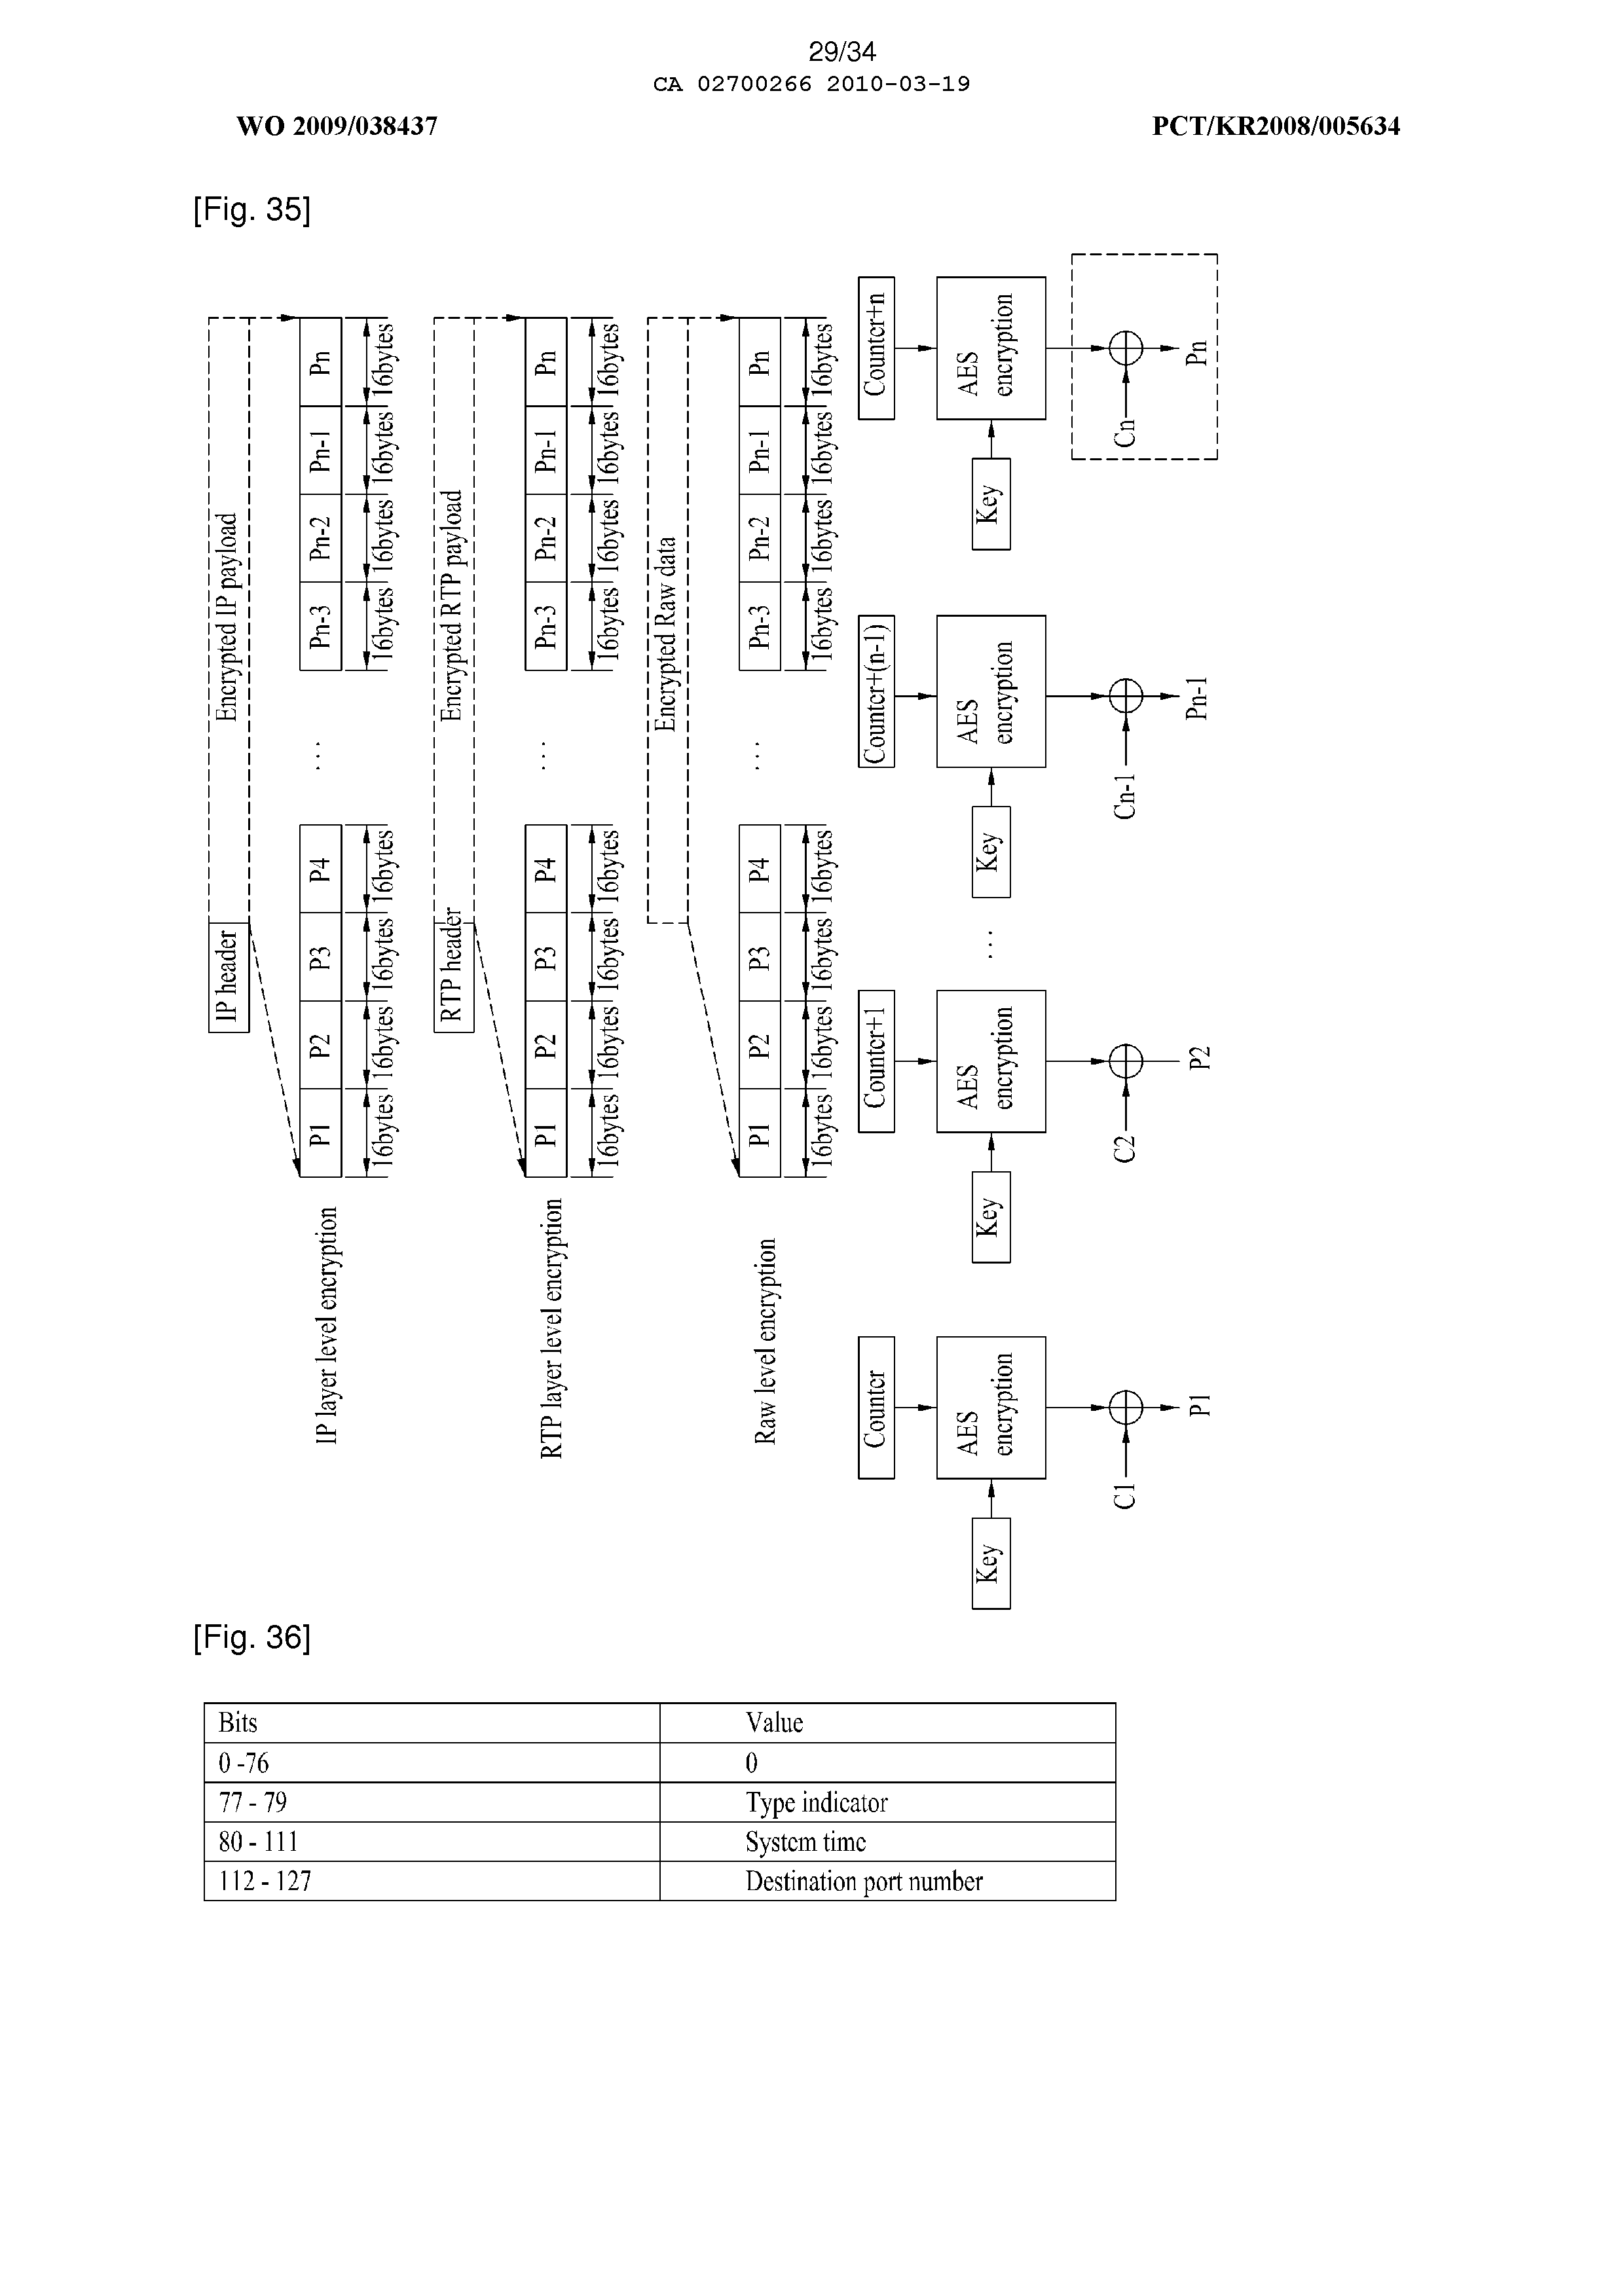 29/34
CA 02700266 2010-03-19
WO 2009/038437
PCT/KR2008/005634
[Fig. 35]
IP header
Encrypted IP payload
IP layer level encryption
P1
P2
P3
P4
...
Pn-3
Pn-2
Pn-1
Pn
16bytes
16bytes
16bytes
16bytes
16bytes
16bytes
16bytes
16bytes
RTP header
Encrypted RTP payload
RTP layer level encryption
P1
P2
P3
P4
...
Pn-3
Pn-2
Pn-1
Pn
16bytes
16bytes
16bytes
16bytes
16bytes
16bytes
16bytes
16bytes
Encrypted Raw data
Raw level encryption
P1
P2
P3
P4
...
Pn-3
Pn-2
Pn-1
Pn
16bytes
16bytes
16bytes
16bytes
16bytes
16bytes
16bytes
16bytes
Counter
Key
AES
encryption
C1
P1
Counter+1
Key
AES
encryption
C2
P2
...
Counter+(n-1)
Key
AES
encryption
Cn-1
Pn-1
Counter+n
Key
AES
encryption
Cn
Pn
[Fig. 36]
Bits Value
0 -76 0
77 - 79 Type indicator
80 - 111 System time
112 - 127 Destination port number